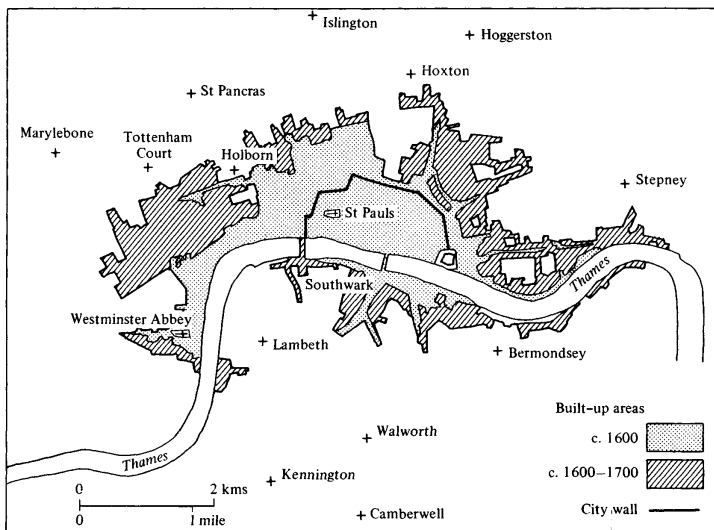 Islington
Hoggerston
Hoxton
St Pancras
Marylebone
Tottenham
Court
Holborn
Stepney
St Pauls
Thames
Southwark
Westminster Abbey
Lambeth
Bermondsey
Built-up areas
c. 1600
Walworth
Thames
c. 1600–1700
Kennington
0 2 kms
0 1 mile
Camberwell
City wall